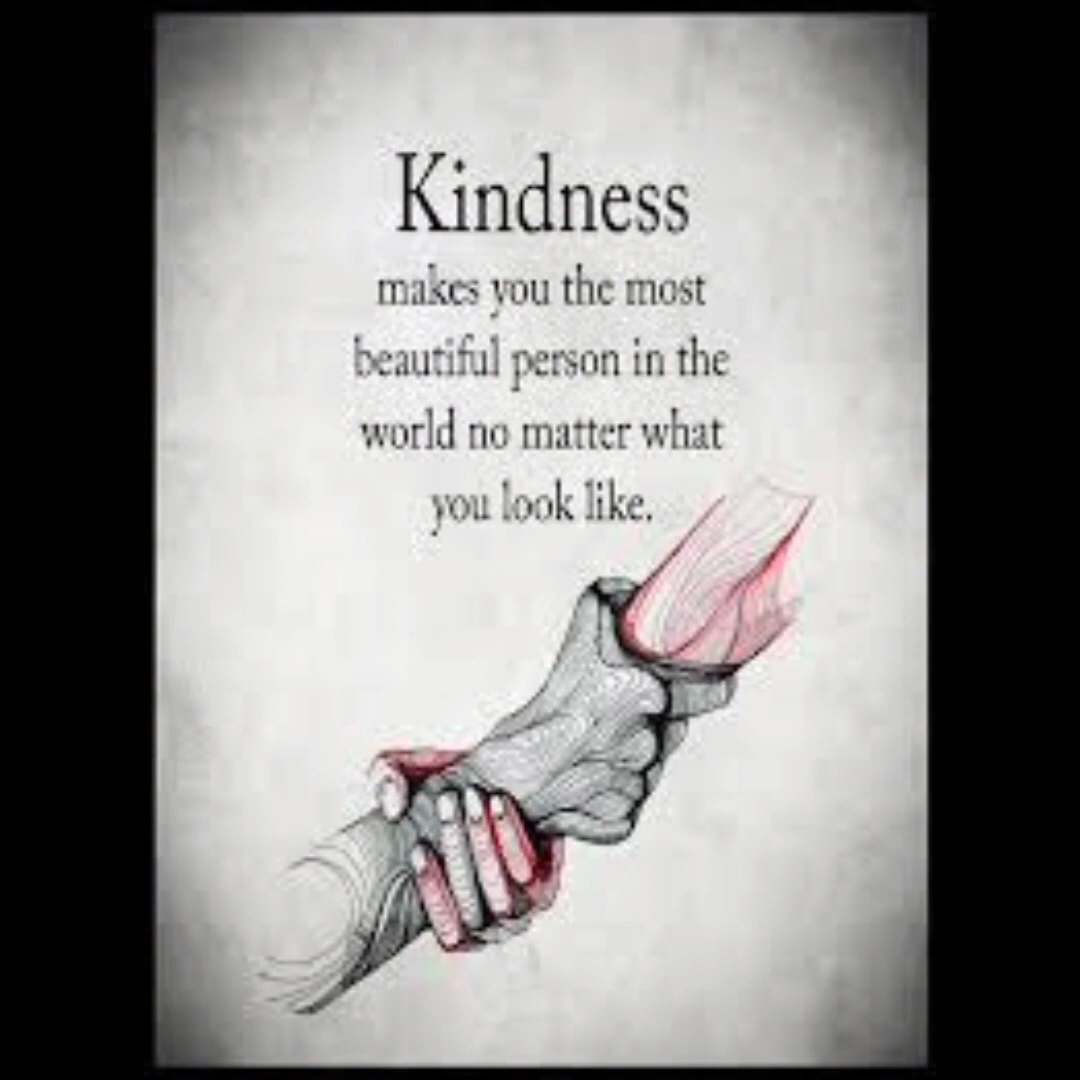 Kindness
makes you the most
beautiful person in the
world no matter what
you look like.